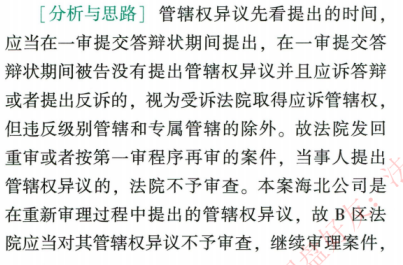 [分析与思路] 管辖权异议先看提出的时间，
应当在一审提交答辩状期间提出，在一审提交答
辩状期间被告没有提出管辖权异议并且应诉答辩
或者提出反诉的，视为受诉法院取得应诉管辖权，
但违反级别管辖和专属管辖的除外。故法院发回
重审或者按第一审程序再审的案件，当事人提出
管辖权异议的，法院不予审查。本案海北公司是
在重新审理过程中提出的管辖权异议，故 B 区法
院应当对其管辖权异议不予审查，继续审理案件，